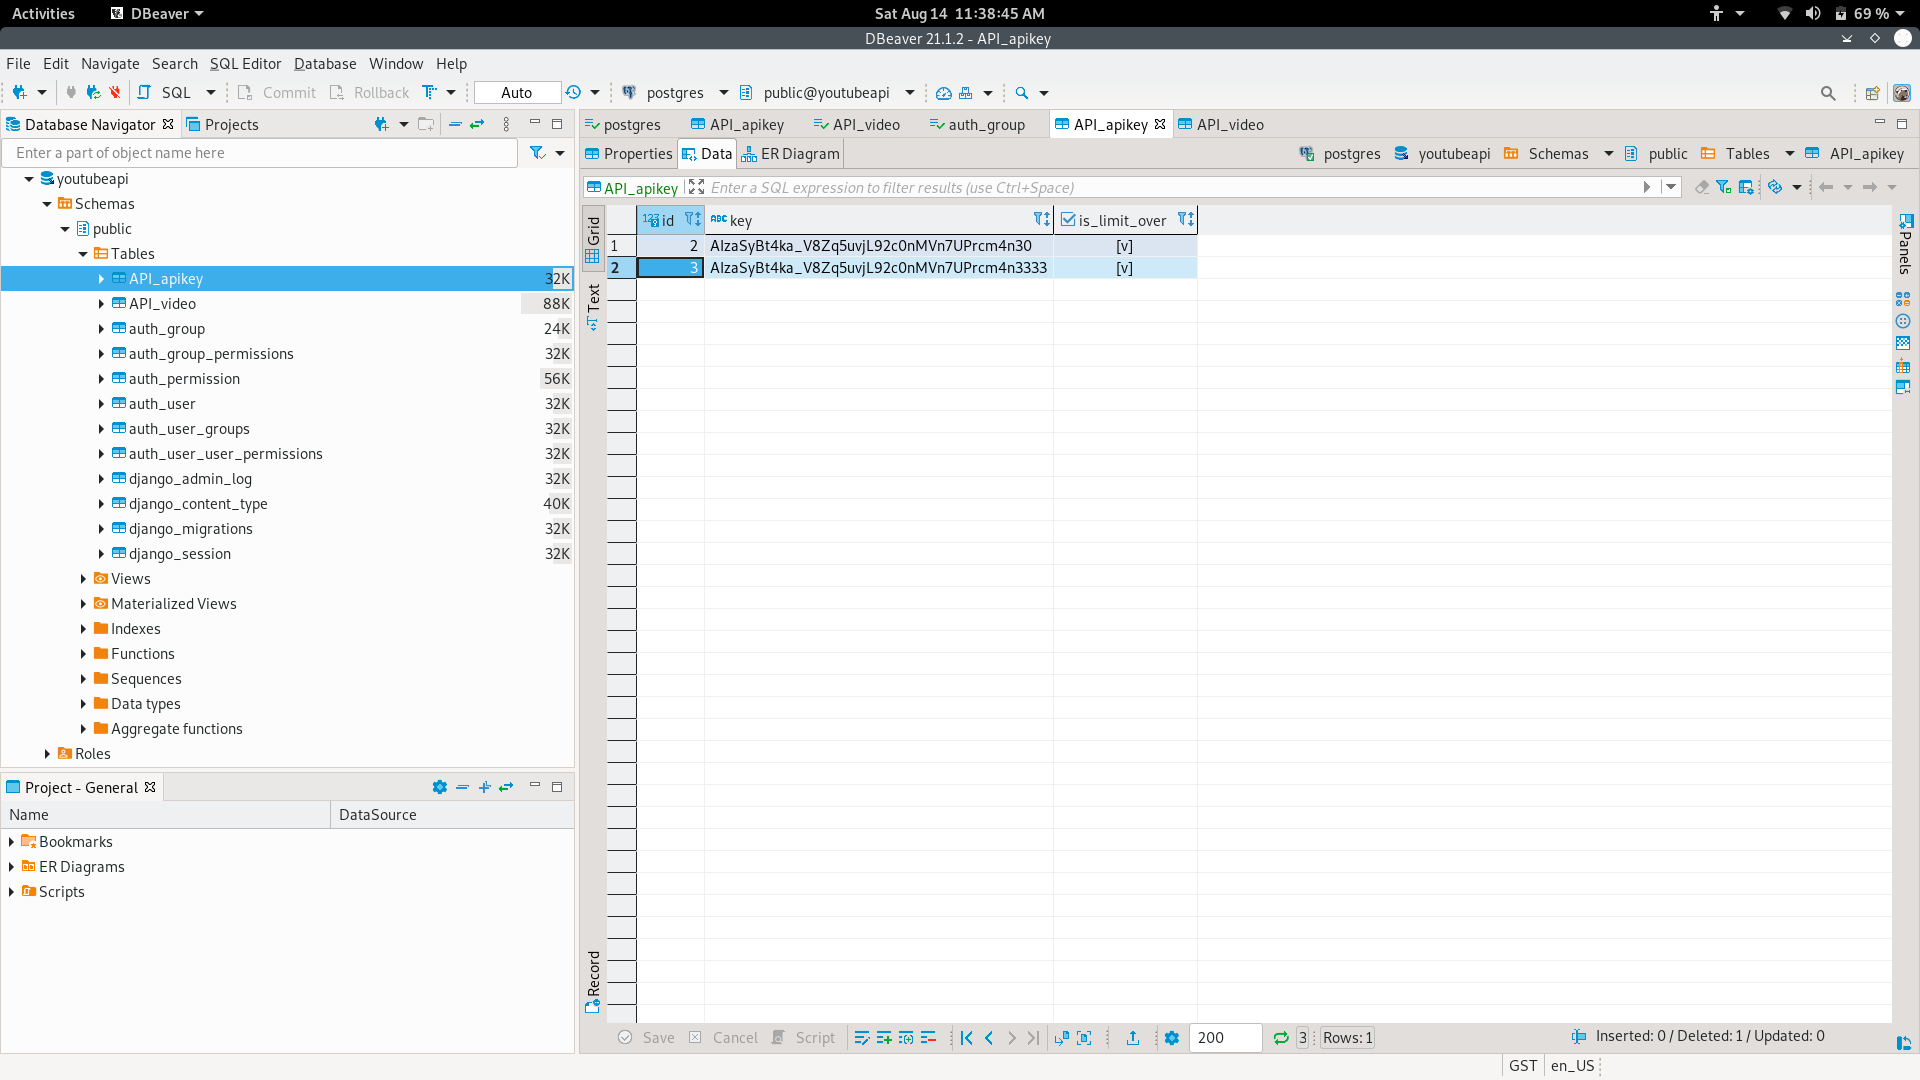 Activities DBeaver Sat Aug 14 11:38:45 AM 69 %
DBeaver 21.1.2 - API_apikey
File Edit Navigate Search SQL Editor Database Window Help
SQL Commit Rollback Auto postgres public@youtubeapi
Database Navigator Projects
postgres API_apikey API_video auth_group API_apikey API_video
Enter a part of object name here
Properties Data ER Diagram postgres youtubeapi Schemas public Tables API_apikey
API_apikey Enter a SQL expression to filter results (use Ctrl+Space)
youtubeapi
Schemas
public
Tables
API_apikey 32K
API_video 88K
auth_group 24K
auth_group_permissions 32K
auth_permission 56K
auth_user 32K
auth_user_groups 32K
auth_user_user_permissions 32K
django_admin_log 32K
django_content_type 40K
django_migrations 32K
django_session 32K
Views
Materialized Views
Indexes
Functions
Sequences
Data types
Aggregate functions
Roles
Grid
Text
Record
123 id ABC key is_limit_over
1 2 AIzaSyBt4ka_V8Zq5uvjL92c0nMVn7UPrcm4n30 [v]
2 3 AIzaSyBt4ka_V8Zq5uvjL92c0nMVn7UPrcm4n3333 [v]
Panels
Project - General
Name DataSource
Bookmarks
ER Diagrams
Scripts
Save Cancel Script 200 3 Rows: 1 Inserted: 0 / Deleted: 1 / Updated: 0
GST en_US